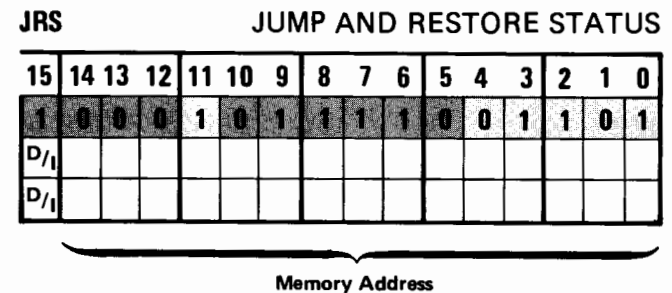 JRS JUMP AND RESTORE STATUS
15 14 13 12 11 10 9 8 7 6 5 4 3 2 1 0
1 0 0 0 1 0 1 1 1 1 0 0 1 1 0 1
D/I
D/I
Memory Address